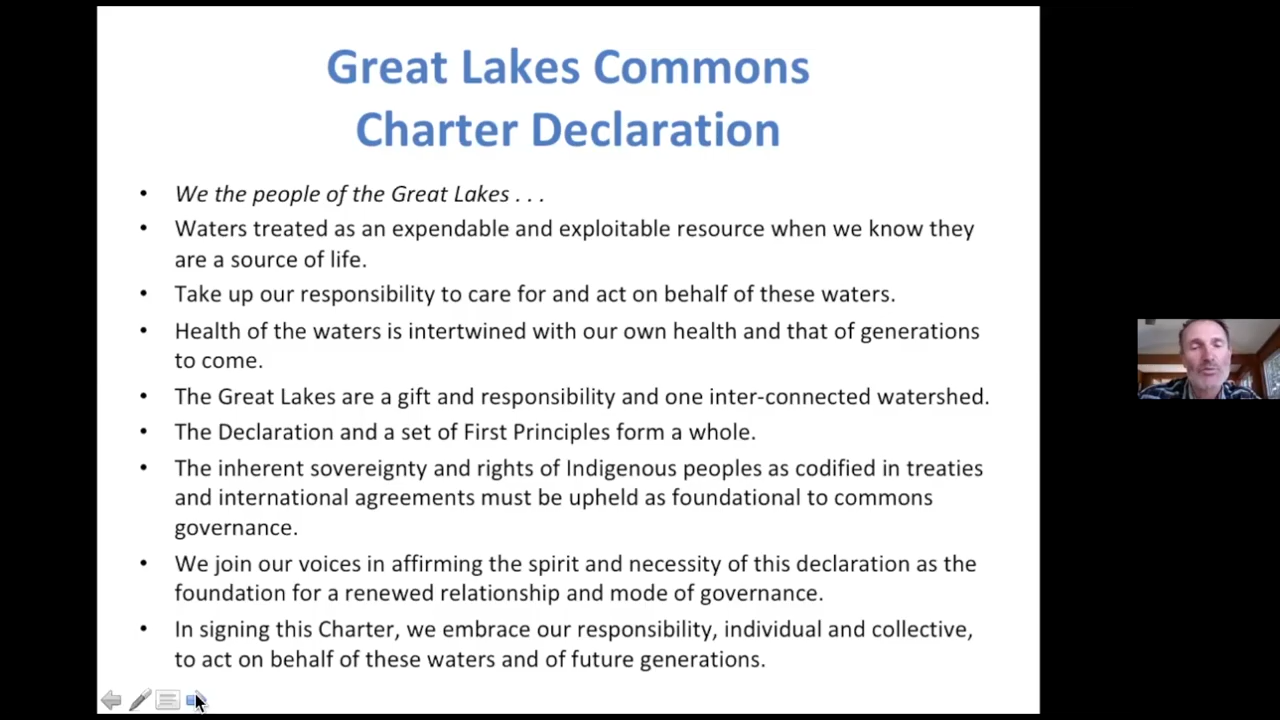 Great Lakes Commons
Charter Declaration
• We the people of the Great Lakes . . .
• Waters treated as an expendable and exploitable resource when we know they
are a source of life.
• Take up our responsibility to care for and act on behalf of these waters.
• Health of the waters is intertwined with our own health and that of generations
to come.
• The Great Lakes are a gift and responsibility and one inter-connected watershed.
• The Declaration and a set of First Principles form a whole.
• The inherent sovereignty and rights of Indigenous peoples as codified in treaties
and international agreements must be upheld as foundational to commons
governance.
• We join our voices in affirming the spirit and necessity of this declaration as the
foundation for a renewed relationship and mode of governance.
• In signing this Charter, we embrace our responsibility, individual and collective,
to act on behalf of these waters and of future generations.